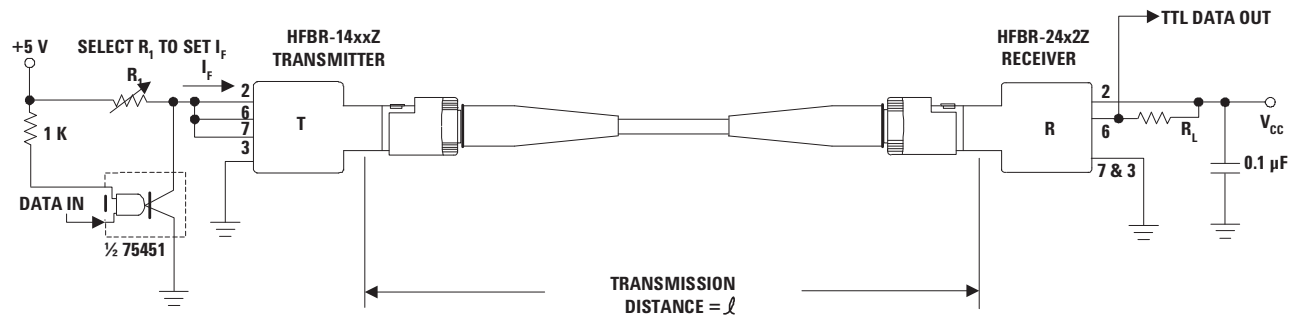 +5 V
SELECT R1 TO SET IF
R1
IF
HFBR-14xxZ
TRANSMITTER
2
6
7
3
T
1 K
DATA IN
½ 75451
HFBR-24x2Z
RECEIVER
TTL DATA OUT
R
2
6
7 & 3
RL
VCC
0.1 µF
TRANSMISSION
DISTANCE = ℓ